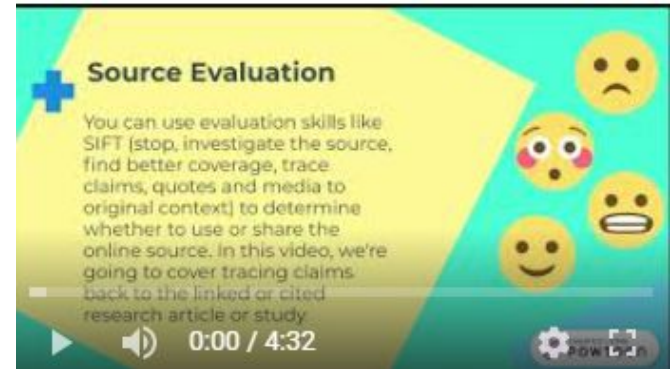 Source Evaluation
You can use evaluation skills like
SIFT (stop, investigate the source,
find better coverage, trace
claims, quotes and media to
original context) to determine
whether to use or share the
online source. In this video, we're
going to cover tracing claims
back to the linked or cited
research article or study.
0:00 / 4:32
POWTOON